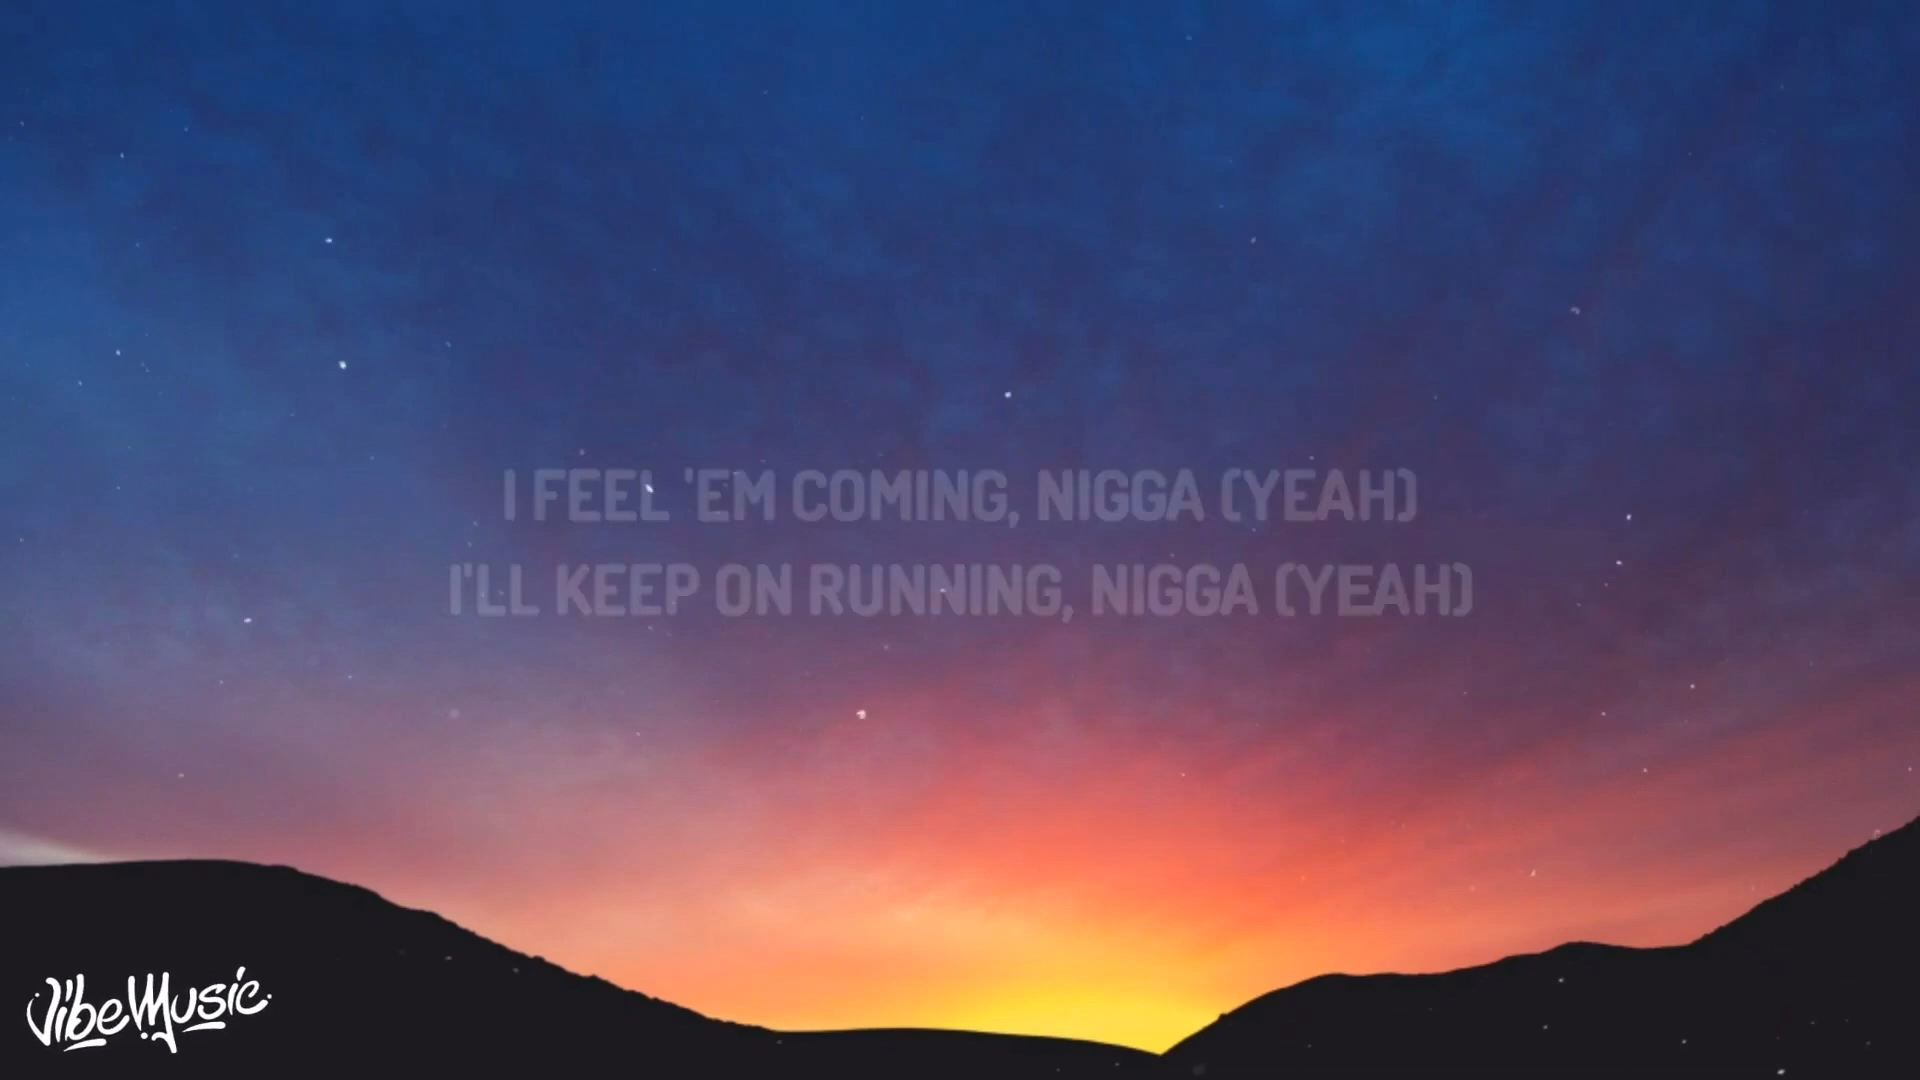 I FEEL 'EM COMING, NIGGA (YEAH)
I'LL KEEP ON RUNNING, NIGGA (YEAH)
VibeMusic